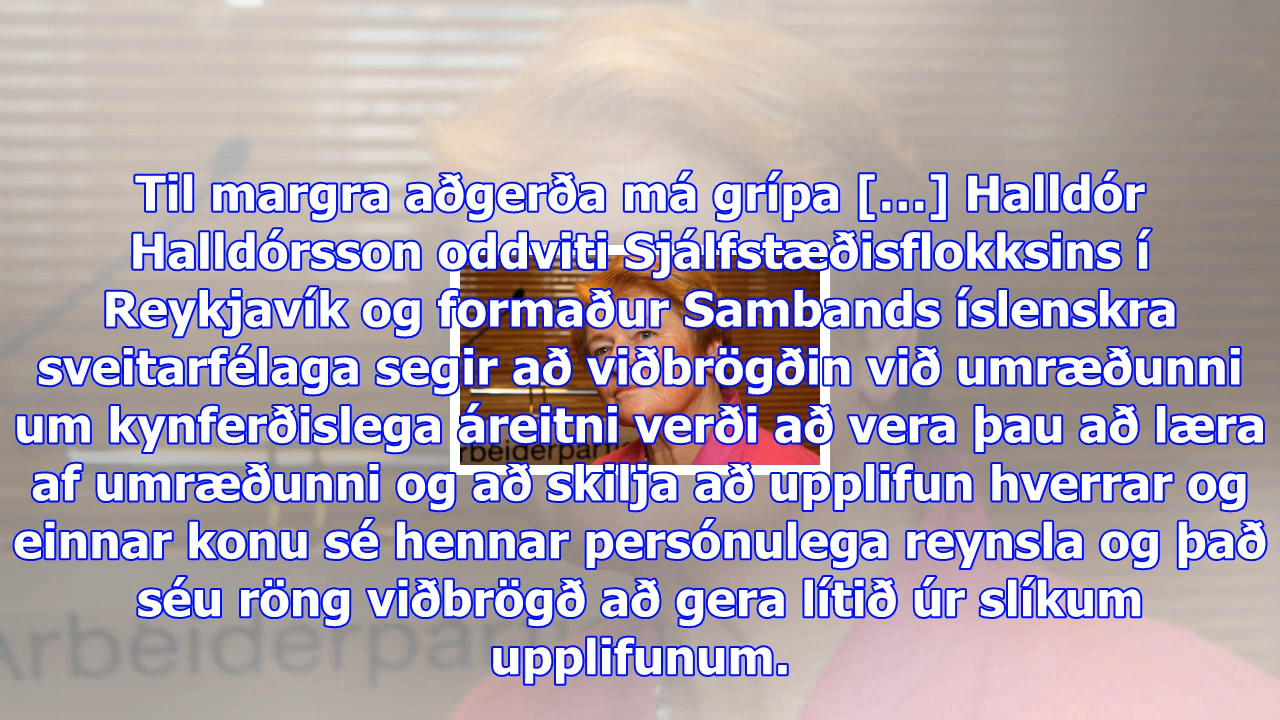 Til margra aðgerða má grípa [...] Halldór
Halldórsson oddviti Sjálfstæðisflokksins í
Reykjavík og formaður Sambands íslenskra
sveitarfélaga segir að viðbrögðin við umræðunni
um kynferðislega áreitni verði að vera þau að læra
af umræðunni og að skilja að upplifun hverrar og
einnar konu sé hennar persónulega reynsla og það
séu röng viðbrögð að gera lítið úr slíkum
upplifunum.